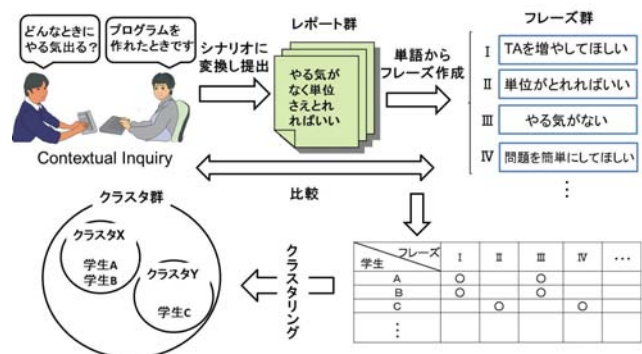 どんなときに
やる気出る？
プログラムを
作れたときです
Contextual Inquiry
シナリオに
変換し提出
レポート群
やる気が
なく単位
さえとれ
ればいい
単語から
フレーズ作成
フレーズ群
Ⅰ TAを増やしてほしい
Ⅱ 単位がとれればいい
Ⅲ やる気がない
Ⅳ 問題を簡単にしてほしい
⋮
比較
クラスタ群
クラスタX
学生A
学生B
クラスタY
学生C
クラスタリング
フレーズ Ⅰ Ⅱ Ⅲ Ⅳ …
学生
A ○ ○
B ○ ○
C ○ ○
⋮